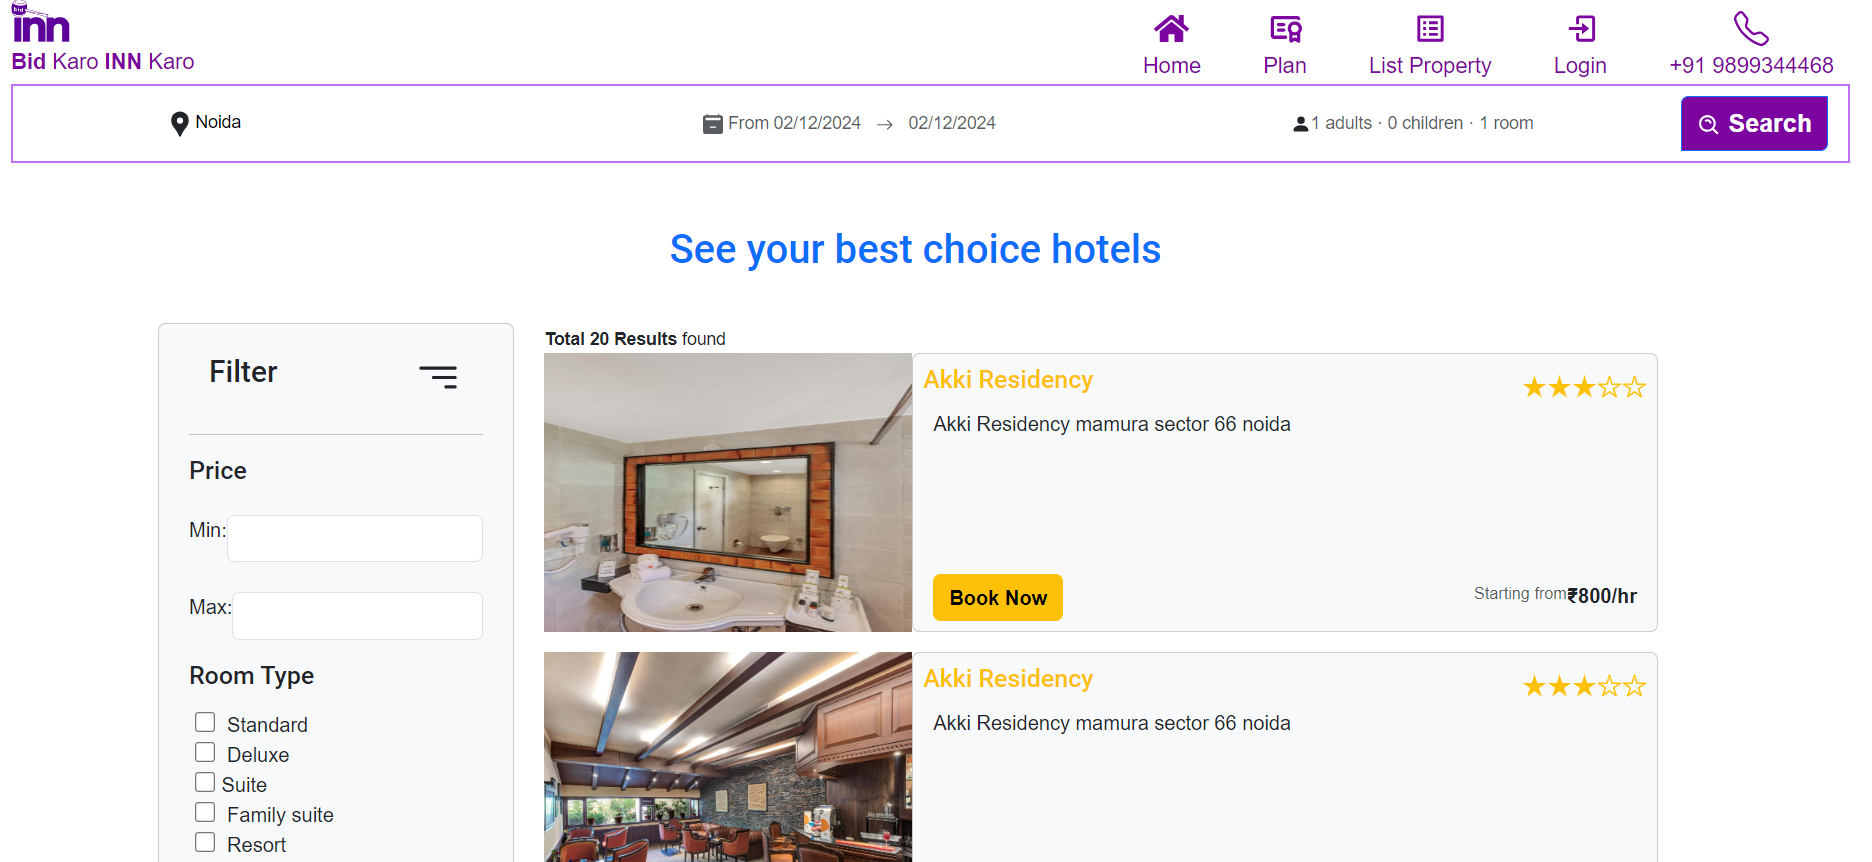 bid
inn
Bid Karo INN Karo
Home
Plan
List Property
Login
+91 9899344468
Noida
From 02/12/2024 → 02/12/2024
1 adults · 0 children · 1 room
Search
See your best choice hotels
Filter
Price
Min:
Max:
Room Type
Standard
Deluxe
Suite
Family suite
Resort
Total 20 Results found
Akki Residency
Akki Residency mamura sector 66 noida
Book Now
Starting from₹800/hr
Akki Residency
Akki Residency mamura sector 66 noida